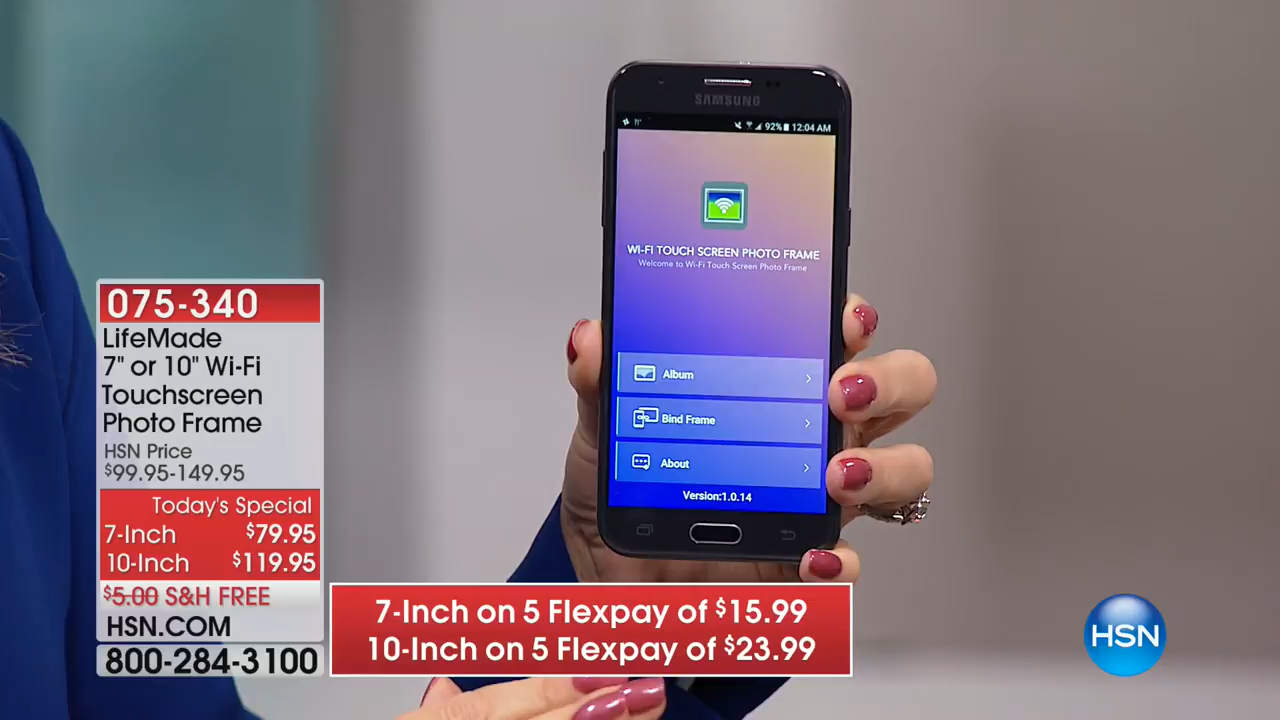 SAMSUNG
92% 12:04 AM
WI-FI TOUCH SCREEN PHOTO FRAME
Welcome to Wi-Fi Touch Screen Photo Frame
Album
Bind Frame
About
Version:1.0.14
075-340
LifeMade
7" or 10" Wi-Fi
Touchscreen
Photo Frame
HSN Price
$99.95-149.95
Today's Special
7-Inch $79.95
10-Inch $119.95
$5.00 S&H FREE
HSN.COM
800-284-3100
7-Inch on 5 Flexpay of $15.99
10-Inch on 5 Flexpay of $23.99
HSN